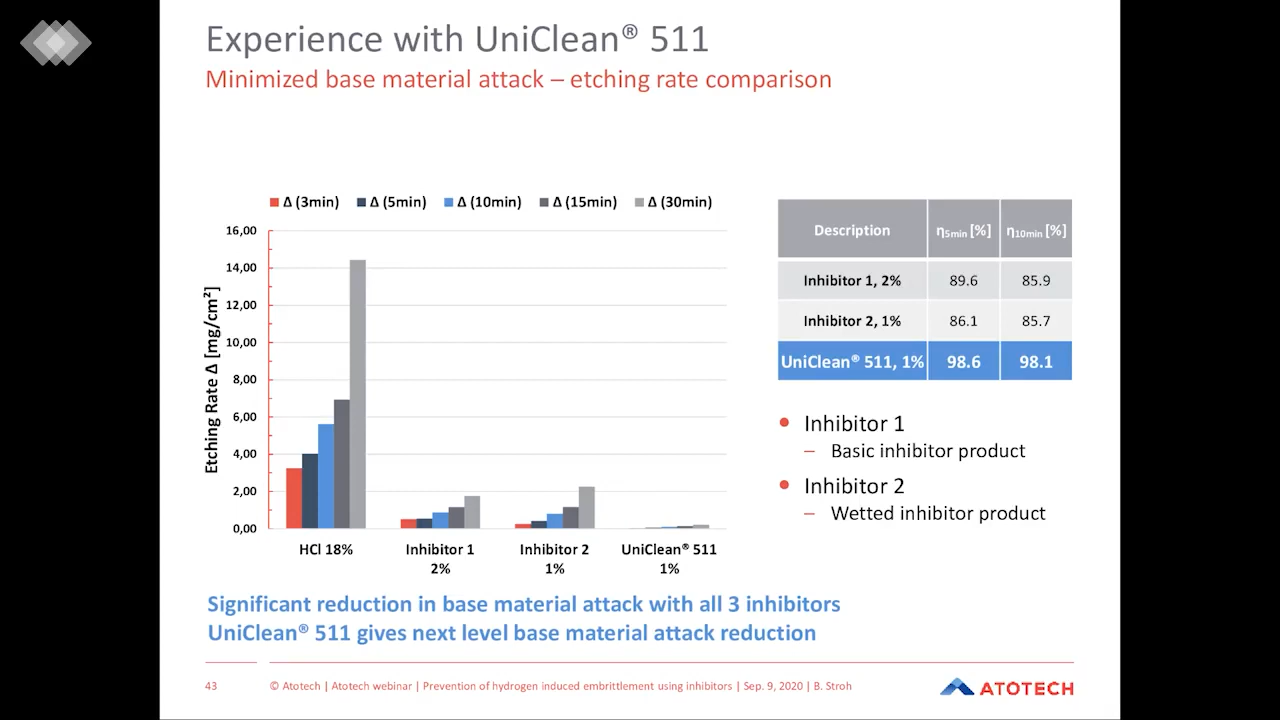 Experience with UniClean® 511
Minimized base material attack – etching rate comparison
Δ (3min) Δ (5min) Δ (10min) Δ (15min) Δ (30min)
Etching Rate Δ [mg/cm²]
16,00
14,00
12,00
10,00
8,00
6,00
4,00
2,00
0,00
HCl 18%
Inhibitor 1
2%
Inhibitor 2
1%
UniClean® 511
1%
Description η5min [%] η10min [%]
Inhibitor 1, 2% 89.6 85.9
Inhibitor 2, 1% 86.1 85.7
UniClean® 511, 1% 98.6 98.1
• Inhibitor 1
– Basic inhibitor product
• Inhibitor 2
– Wetted inhibitor product
Significant reduction in base material attack with all 3 inhibitors
UniClean® 511 gives next level base material attack reduction
43 © Atotech | Atotech webinar | Prevention of hydrogen induced embrittlement using inhibitors | Sep. 9, 2020 | B. Stroh
ATOTECH